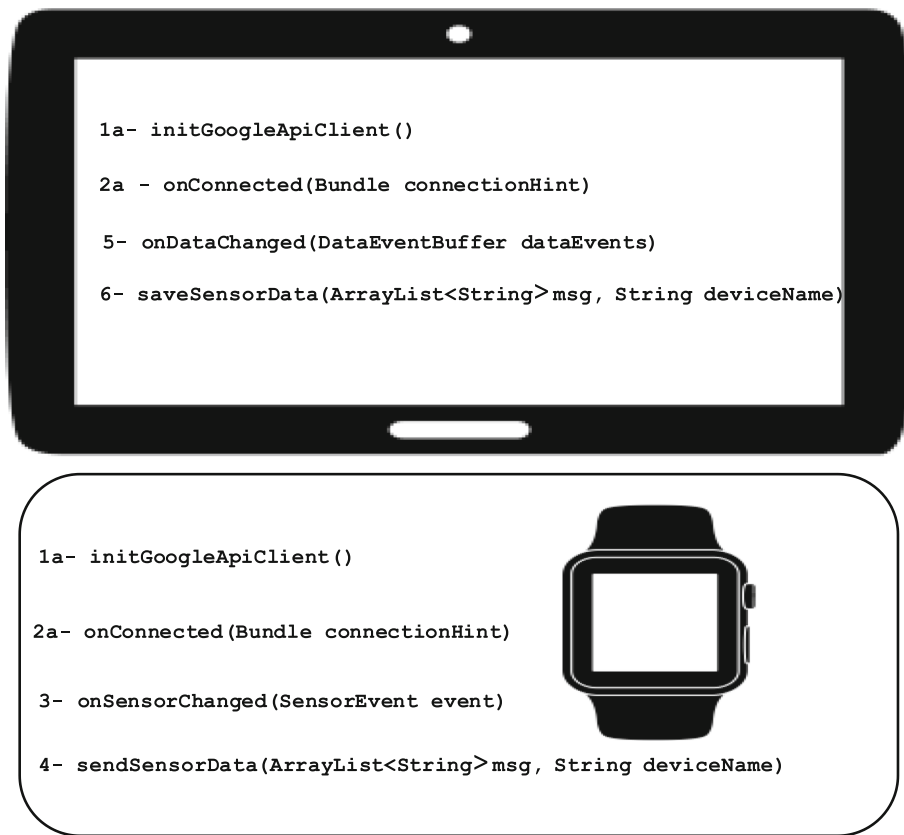 1a- initGoogleApiClient()
2a - onConnected(Bundle connectionHint)
5- onDataChanged(DataEventBuffer dataEvents)
6- saveSensorData(ArrayList<String>msg, String deviceName)
1a- initGoogleApiClient()
2a- onConnected(Bundle connectionHint)
3- onSensorChanged(SensorEvent event)
4- sendSensorData(ArrayList<String>msg, String deviceName)